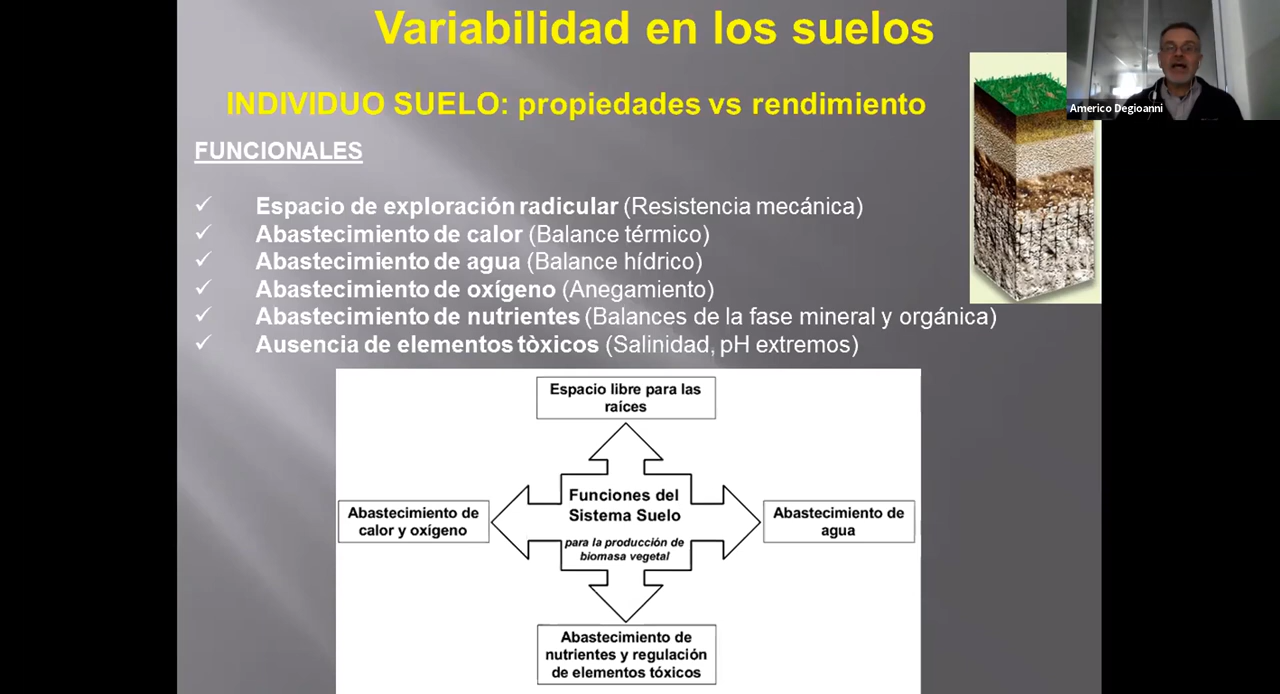 Variabilidad en los suelos
Americo Degioanni
INDIVIDUO SUELO: propiedades vs rendimiento
FUNCIONALES
✓ Espacio de exploración radicular (Resistencia mecánica)
✓ Abastecimiento de calor (Balance térmico)
✓ Abastecimiento de agua (Balance hídrico)
✓ Abastecimiento de oxígeno (Anegamiento)
✓ Abastecimiento de nutrientes (Balances de la fase mineral y orgánica)
✓ Ausencia de elementos tòxicos (Salinidad, pH extremos)
Espacio libre para las
raíces
Abastecimiento de
calor y oxígeno
Funciones del
Sistema Suelo
para la producción de
biomasa vegetal
Abastecimiento de
agua
Abastecimiento de
nutrientes y regulación
de elementos tóxicos